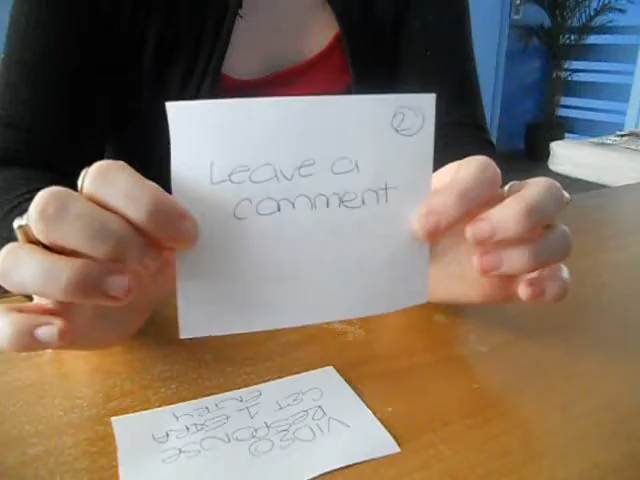 2
Leave a
comment
VIDEO
RESPONSE
GET 1 EXTRA
ENTRY